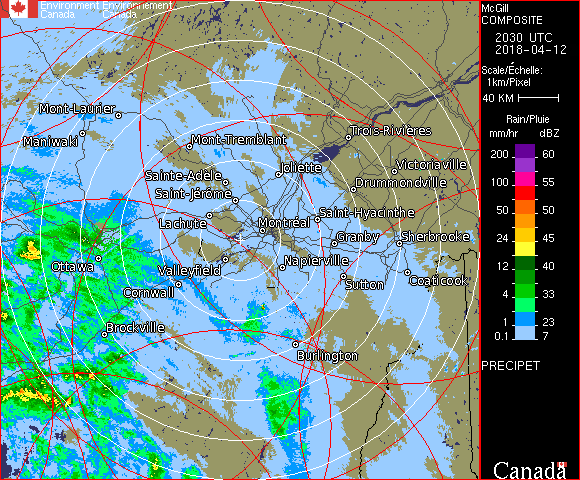 Environment Environnement
Canada Canada
McGill
COMPOSITE
2030 UTC
2018-04-12
Scale/Échelle:
1km/Pixel
40 KM
Rain/Pluie
mm/hr dBZ
200 60
100 55
50 50
24 45
12 40
4 33
1 23
0.1 7
PRECIPET
Canada
Mont-Laurier
Maniwaki
Mont-Tremblant
Trois-Rivières
Joliette
Victoriaville
Sainte-Adèle
Drummondville
Saint-Jérôme
Saint-Hyacinthe
Lachute
Montréal
Granby
Sherbrooke
Ottawa
Valleyfield
Napierville
Coaticook
Cornwall
Sutton
Brockville
Burlington